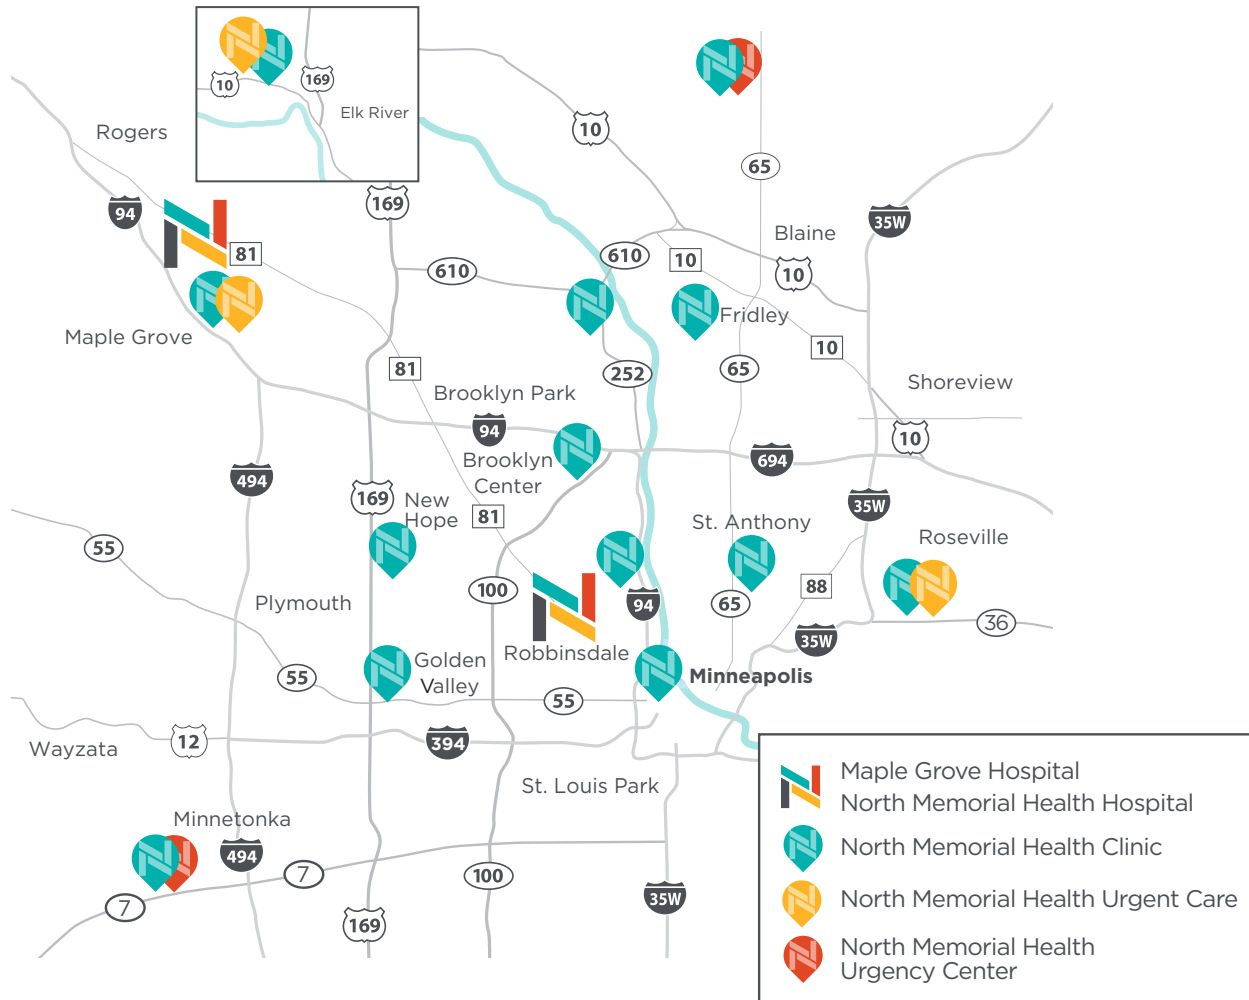 10
169
Elk River
Rogers
10
65
94
169
35W
81
Blaine
610
10
610
10
Fridley
Maple Grove
10
252
65
81
Shoreview
Brooklyn Park
94
10
Brooklyn
Center
694
494
169
New
Hope
35W
81
St. Anthony
Roseville
55
100
88
Plymouth
94
65
36
35W
Robbinsdale
Golden
Valley
Minneapolis
55
55
12
Wayzata
394
St. Louis Park
Minnetonka
494
7
100
7
35W
169
Maple Grove Hospital
North Memorial Health Hospital
North Memorial Health Clinic
North Memorial Health Urgent Care
North Memorial Health
Urgency Center